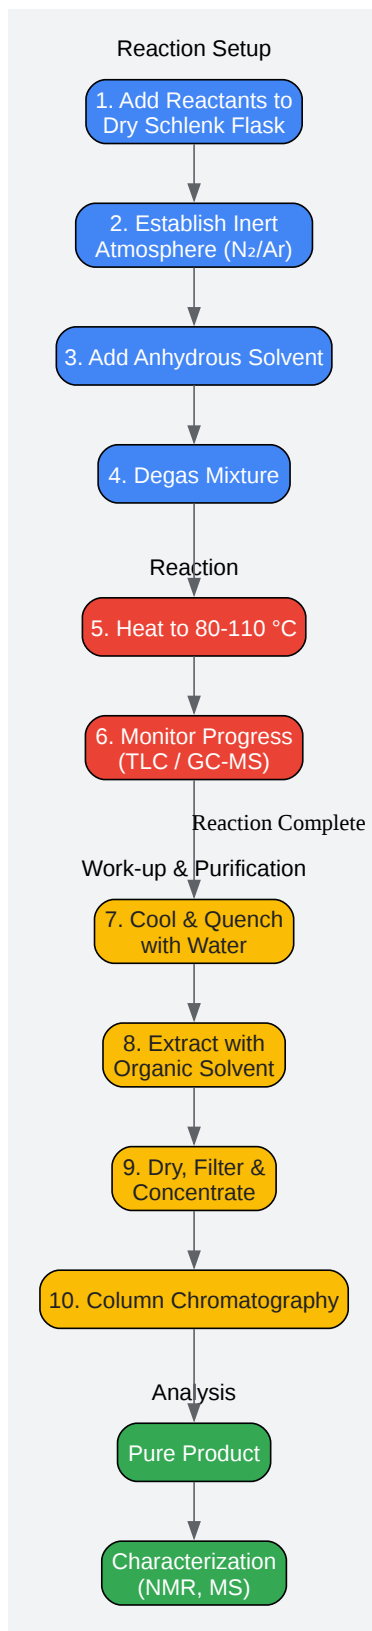 Reaction Setup
1. Add Reactants to
Dry Schlenk Flask
2. Establish Inert
Atmosphere (N₂/Ar)
3. Add Anhydrous Solvent
4. Degas Mixture
Reaction
5. Heat to 80-110 °C
6. Monitor Progress
(TLC / GC-MS)
Reaction Complete
Work-up & Purification
7. Cool & Quench
with Water
8. Extract with
Organic Solvent
9. Dry, Filter &
Concentrate
10. Column Chromatography
Analysis
Pure Product
Characterization
(NMR, MS)